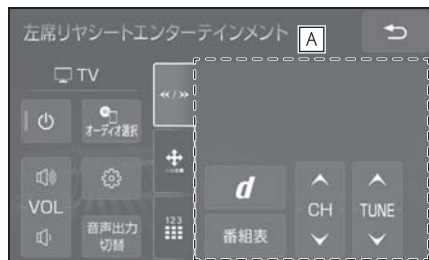 左席リヤシートエンターテインメント
A
TV
オーディオ選択
VOL
音声出力
切替
123
d
番組表
CH
TUNE